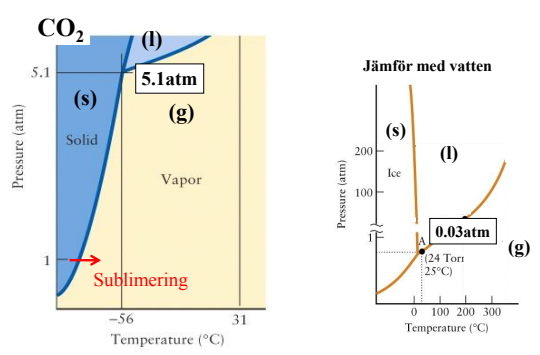 CO₂
(l)
5.1
5.1atm
(s)
(g)
Solid
Vapor
Pressure (atm)
1
Sublimering
−56
31
Temperature (°C)
Jämför med vatten
(s)
(l)
200
Ice
100
Pressure (atm)
0.03atm
1
A
(g)
(24 Torr
25°C)
0 100 200 300
Temperature (°C)